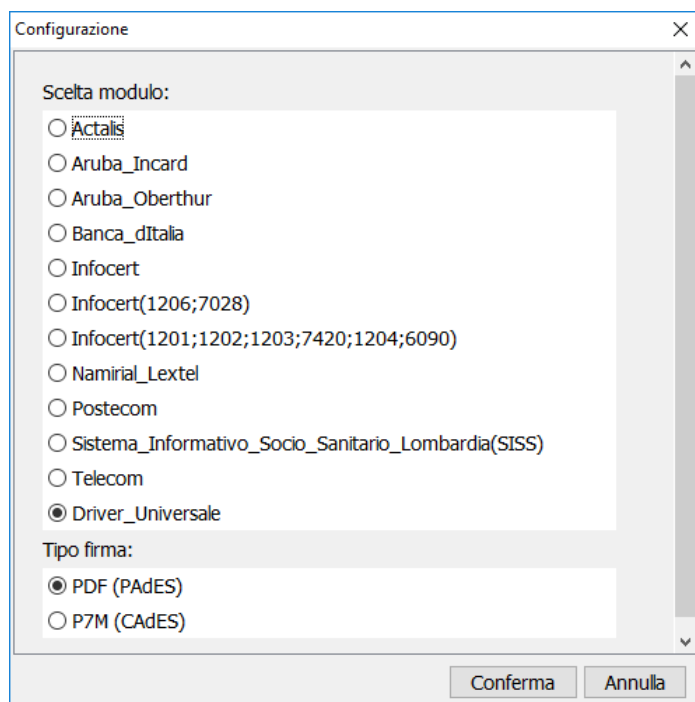 Configurazione
Scelta modulo:
Actalis
Aruba_Incard
Aruba_Oberthur
Banca_dItalia
Infocert
Infocert(1206;7028)
Infocert(1201;1202;1203;7420;1204;6090)
Namirial_Lextel
Postecom
Sistema_Informativo_Socio_Sanitario_Lombardia(SISS)
Telecom
Driver_Universale
Tipo firma:
PDF (PAdES)
P7M (CAdES)
Conferma Annulla